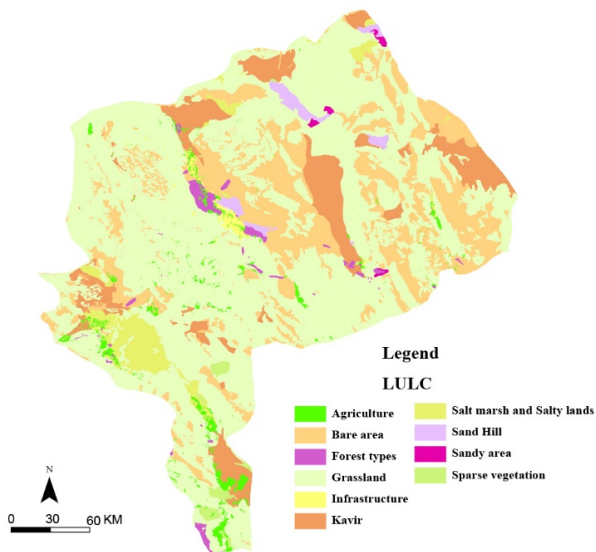 Legend
LULC
Agriculture
Bare area
Forest types
Grassland
Infrastructure
Kavir
Salt marsh and Salty lands
Sand Hill
Sandy area
Sparse vegetation
N
0 30 60 KM